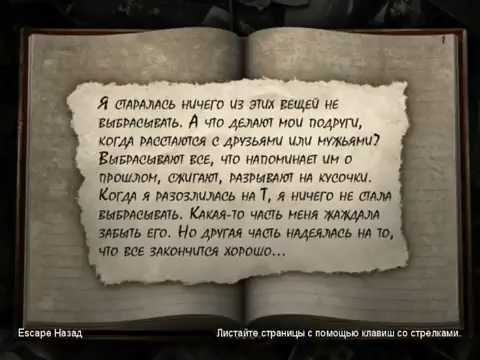 1
Я старалась ничего из этих вещей не
выбрасывать. А что делают мои подруги,
когда расстаются с друзьями или мужьями?
Выбрасывают все, что напоминает им о
прошлом, сжигают, разрывают на кусочки.
Когда я разозлилась на Т, я ничего не стала
выбрасывать. Какая-то часть меня жаждала
забыть его. Но другая часть надеялась на то,
что все закончится хорошо...
Escape Назад
Листайте страницы с помощью клавиш со стрелками.